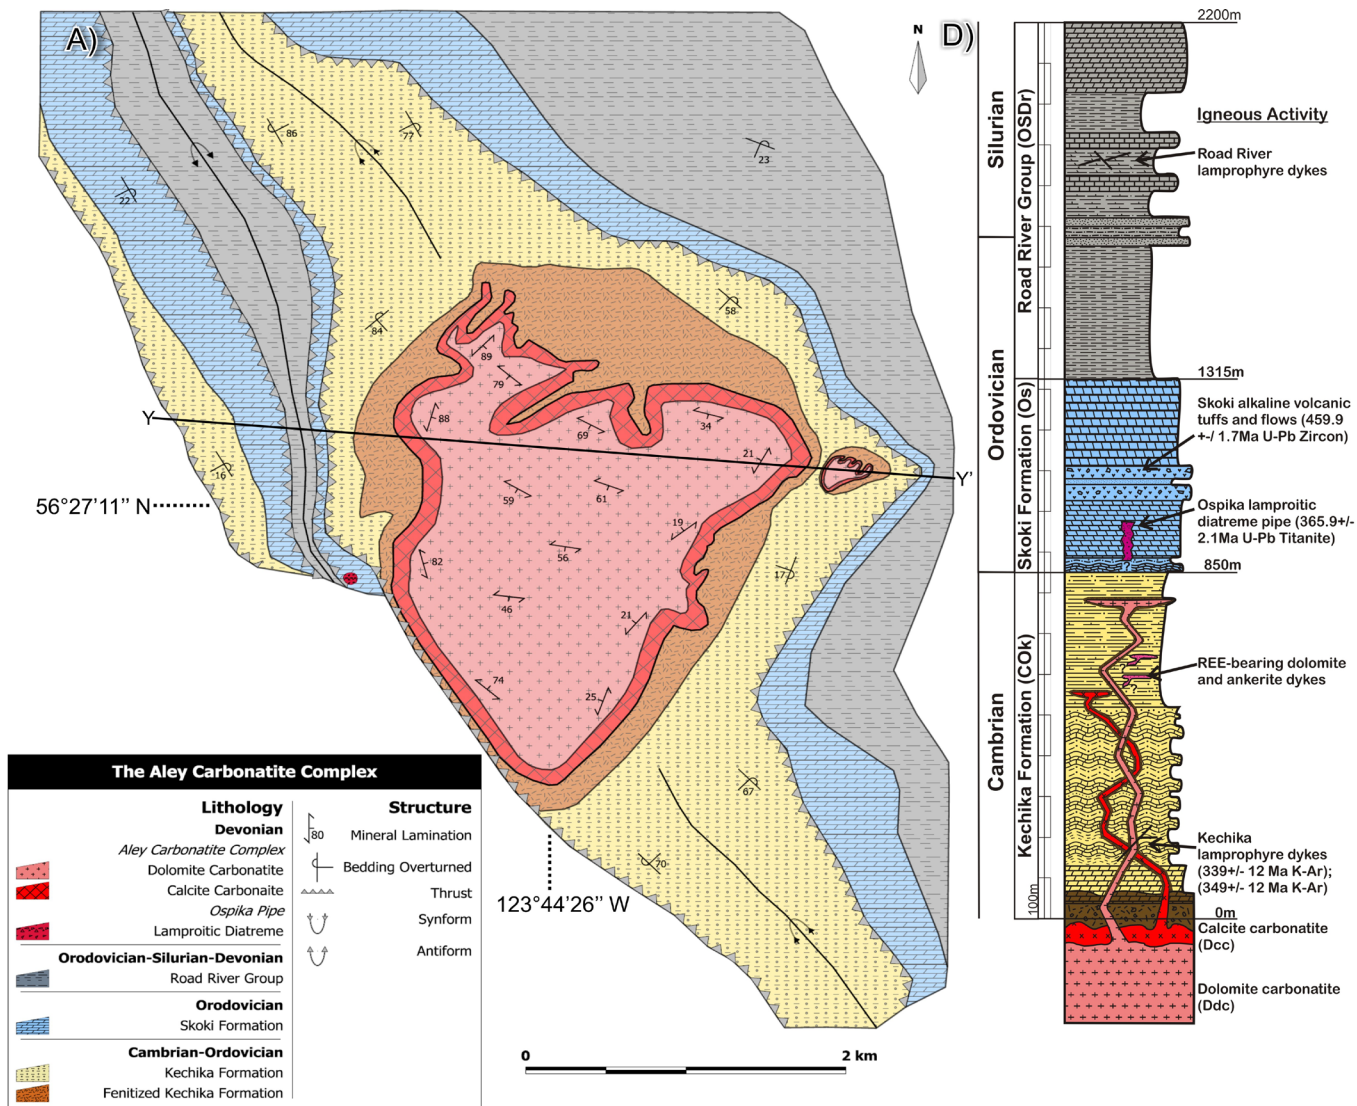 A)
N
86
77
23
22
84
58
89
79
88
69
34
21
Y
Y'
16
59
61
19
56°27'11'' N
82
56
17
46
21
74
25
67
70
123°44'26'' W
The Aley Carbonatite Complex
Lithology
Devonian
Aley Carbonatite Complex
Dolomite Carbonatite
Calcite Carbonaite
Ospika Pipe
Lamproitic Diatreme
Orodovician-Silurian-Devonian
Road River Group
Orodovician
Skoki Formation
Cambrian-Ordovician
Kechika Formation
Fenitized Kechika Formation
Structure
80
Mineral Lamination
Bedding Overturned
Thrust
Synform
Antiform
0
2 km
D)
2200m
Silurian
Ordovician
Cambrian
Road River Group (OSDr)
Skoki Formation (Os)
Kechika Formation (COk)
100m
Igneous Activity
Road River
lamprophyre dykes
1315m
Skoki alkaline volcanic
tuffs and flows (459.9
+-/ 1.7Ma U-Pb Zircon)
Ospika lamproitic
diatreme pipe (365.9+/-
2.1Ma U-Pb Titanite)
?
850m
REE-bearing dolomite
and ankerite dykes
?
?
Kechika
lamprophyre dykes
(339+/- 12 Ma K-Ar);
(349+/- 12 Ma K-Ar)
0m
Calcite carbonatite
(Dcc)
Dolomite carbonatite
(Ddc)